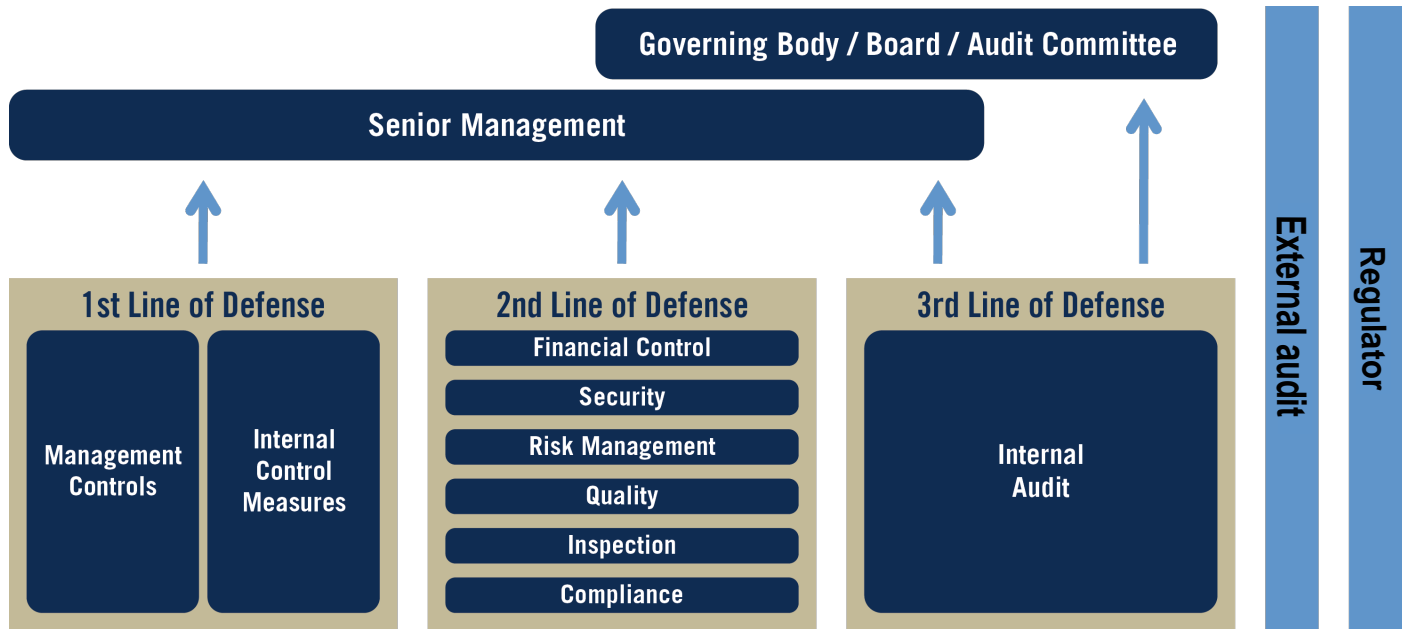 Governing Body / Board / Audit Committee
Senior Management
1st Line of Defense
Management
Controls
Internal
Control
Measures
2nd Line of Defense
Financial Control
Security
Risk Management
Quality
Inspection
Compliance
3rd Line of Defense
Internal
Audit
External audit
Regulator